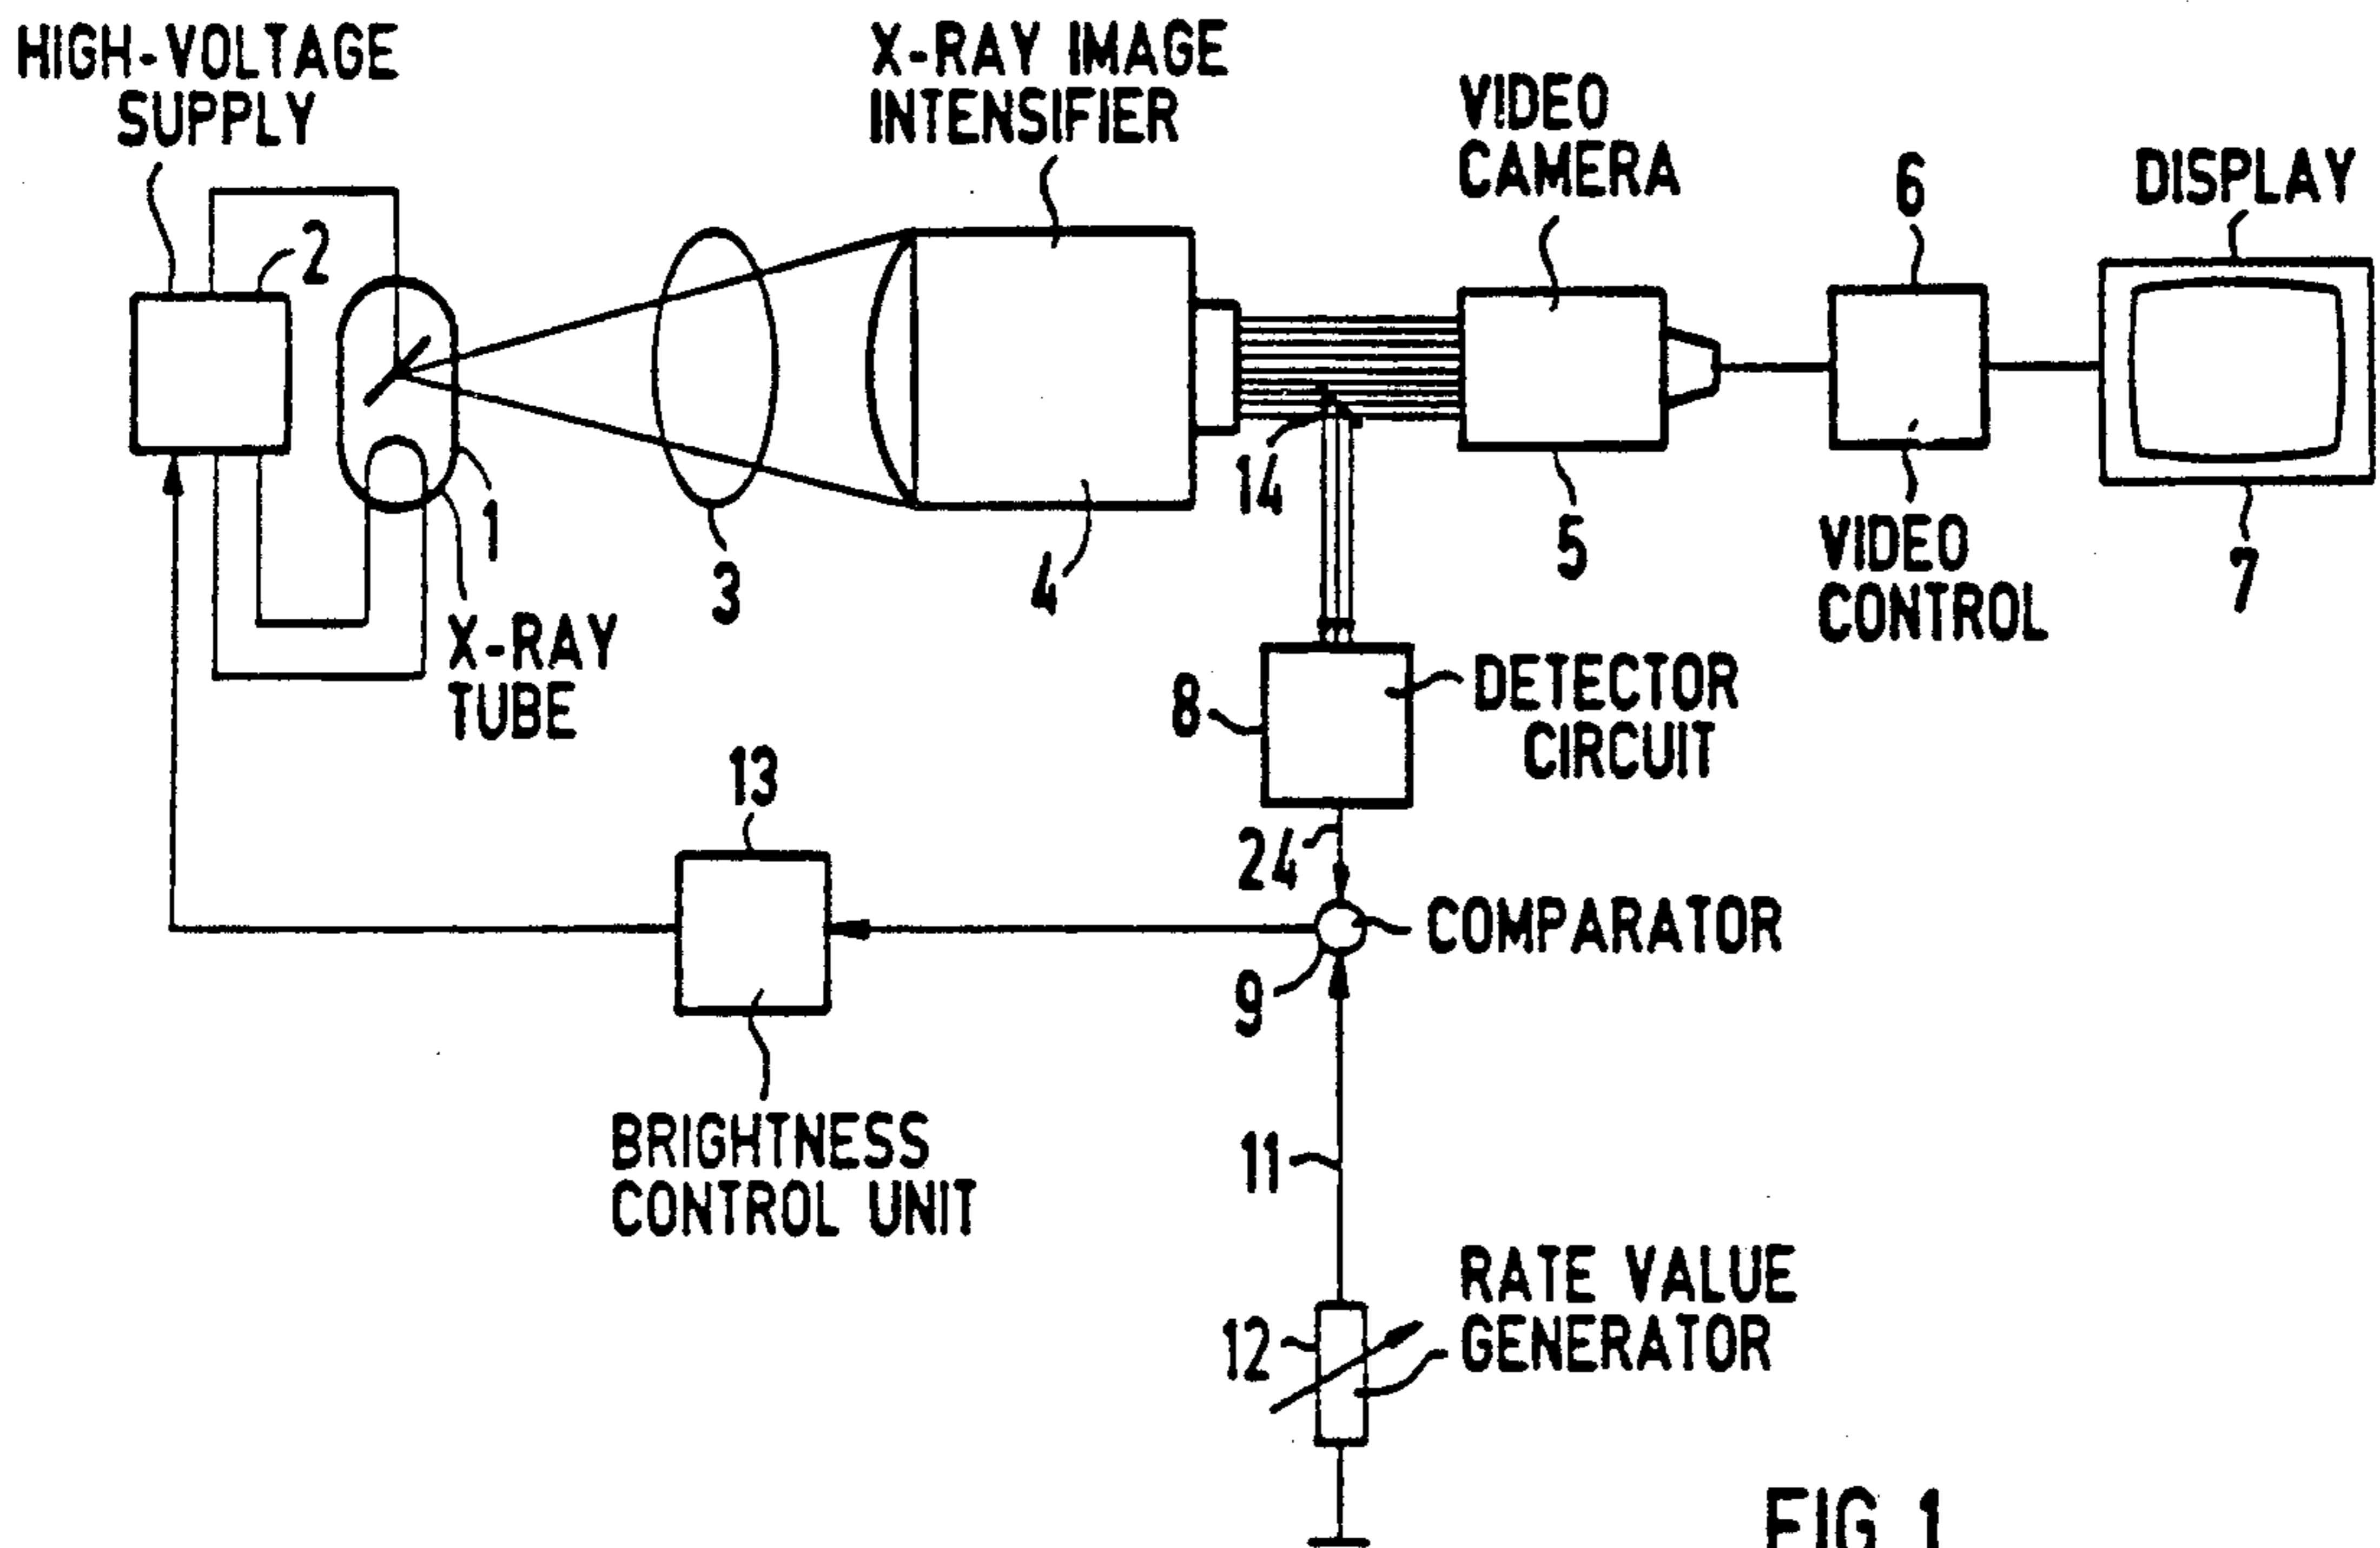 HIGH-VOLTAGE
SUPPLY
X-RAY IMAGE
INTENSIFIER
VIDEO
CAMERA
6
DISPLAY
2
1
3
4
14
5
VIDEO
CONTROL
7
X-RAY
TUBE
8
DETECTOR
CIRCUIT
13
24
COMPARATOR
9
BRIGHTNESS
CONTROL UNIT
11
RATE VALUE
GENERATOR
12
FIG 1